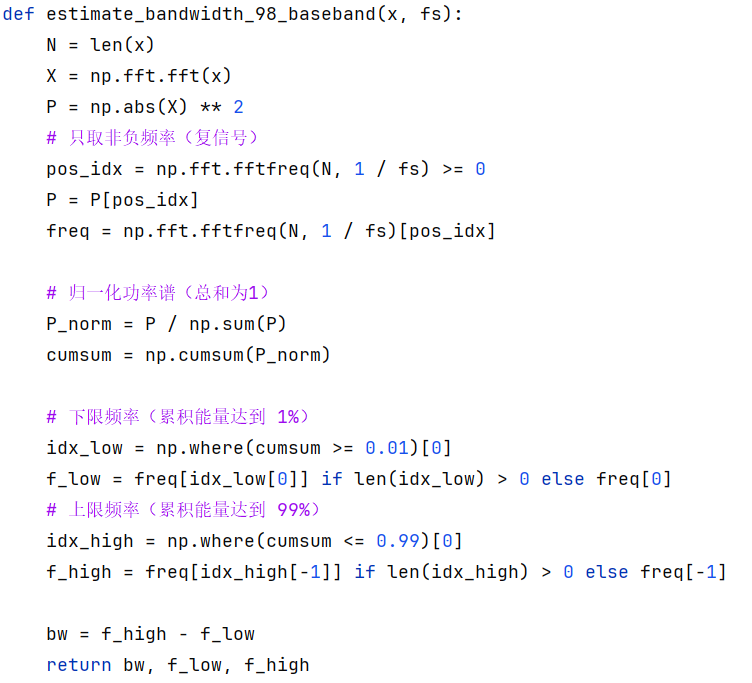 def estimate_bandwidth_98_baseband(x, fs):
    N = len(x)
    X = np.fft.fft(x)
    P = np.abs(X) ** 2
    # 只取非负频率（复信号）
    pos_idx = np.fft.fftfreq(N, 1 / fs) >= 0
    P = P[pos_idx]
    freq = np.fft.fftfreq(N, 1 / fs)[pos_idx]

    # 归一化功率谱（总和为1）
    P_norm = P / np.sum(P)
    cumsum = np.cumsum(P_norm)

    # 下限频率（累积能量达到 1%）
    idx_low = np.where(cumsum >= 0.01)[0]
    f_low = freq[idx_low[0]] if len(idx_low) > 0 else freq[0]
    # 上限频率（累积能量达到 99%）
    idx_high = np.where(cumsum <= 0.99)[0]
    f_high = freq[idx_high[-1]] if len(idx_high) > 0 else freq[-1]

    bw = f_high - f_low
    return bw, f_low, f_high